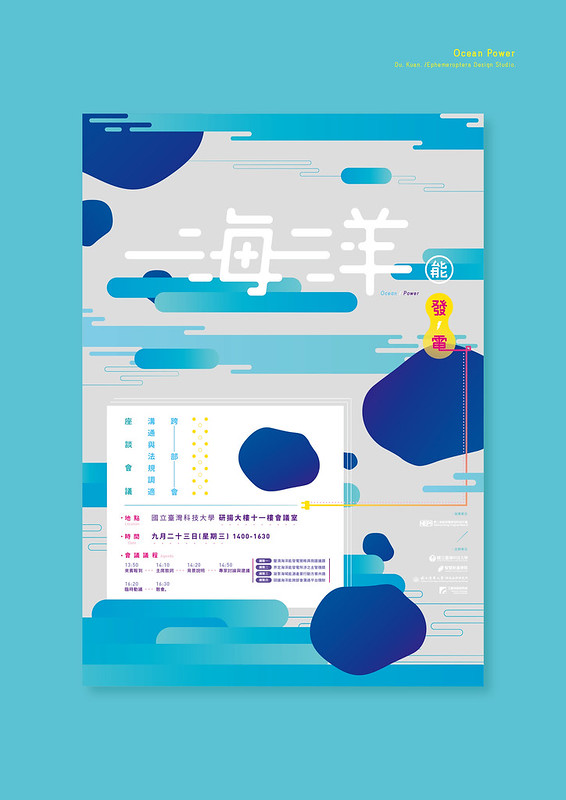 Ocean Power
Du, Kuan. /Ephemeroptera Design Studio.
海洋
能
發
電
Ocean Power
跨部會
溝通與法規調適
座談會議
・地點 國立臺灣科技大學 研揚大樓十一樓會議室
・時間 九月二十三日(星期三) 1400-1630
・會議議程
13:50 14:10 14:20 14:50
來賓報到 主席致詞 背景說明 專家討論與建議
16:20 16:30
臨時動議 散會。